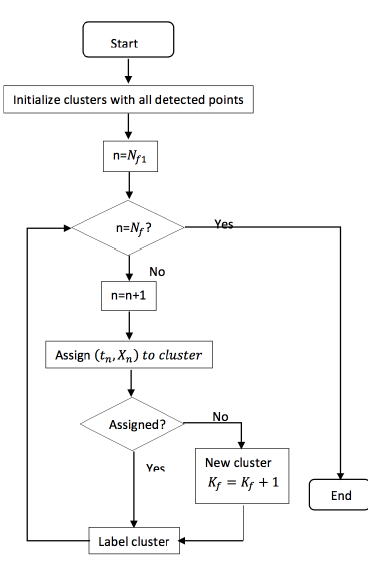 Start
Initialize clusters with all detected points
n=N_{f1}
n=N_f?
Yes
No
n=n+1
Assign (t_n, X_n) to cluster
Assigned?
No
Yes
New cluster
K_f = K_f + 1
End
Label cluster